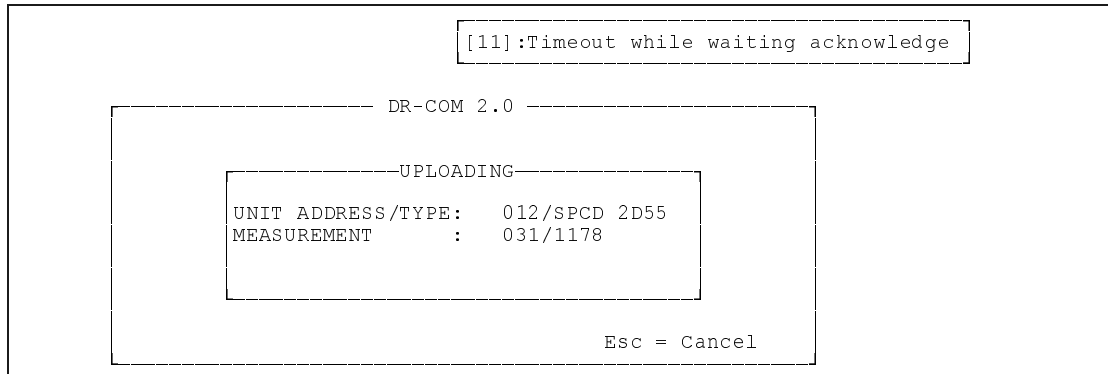 [11]:Timeout while waiting acknowledge
DR-COM 2.0
UPLOADING
UNIT ADDRESS/TYPE: 012/SPCD 2D55
MEASUREMENT : 031/1178
Esc = Cancel